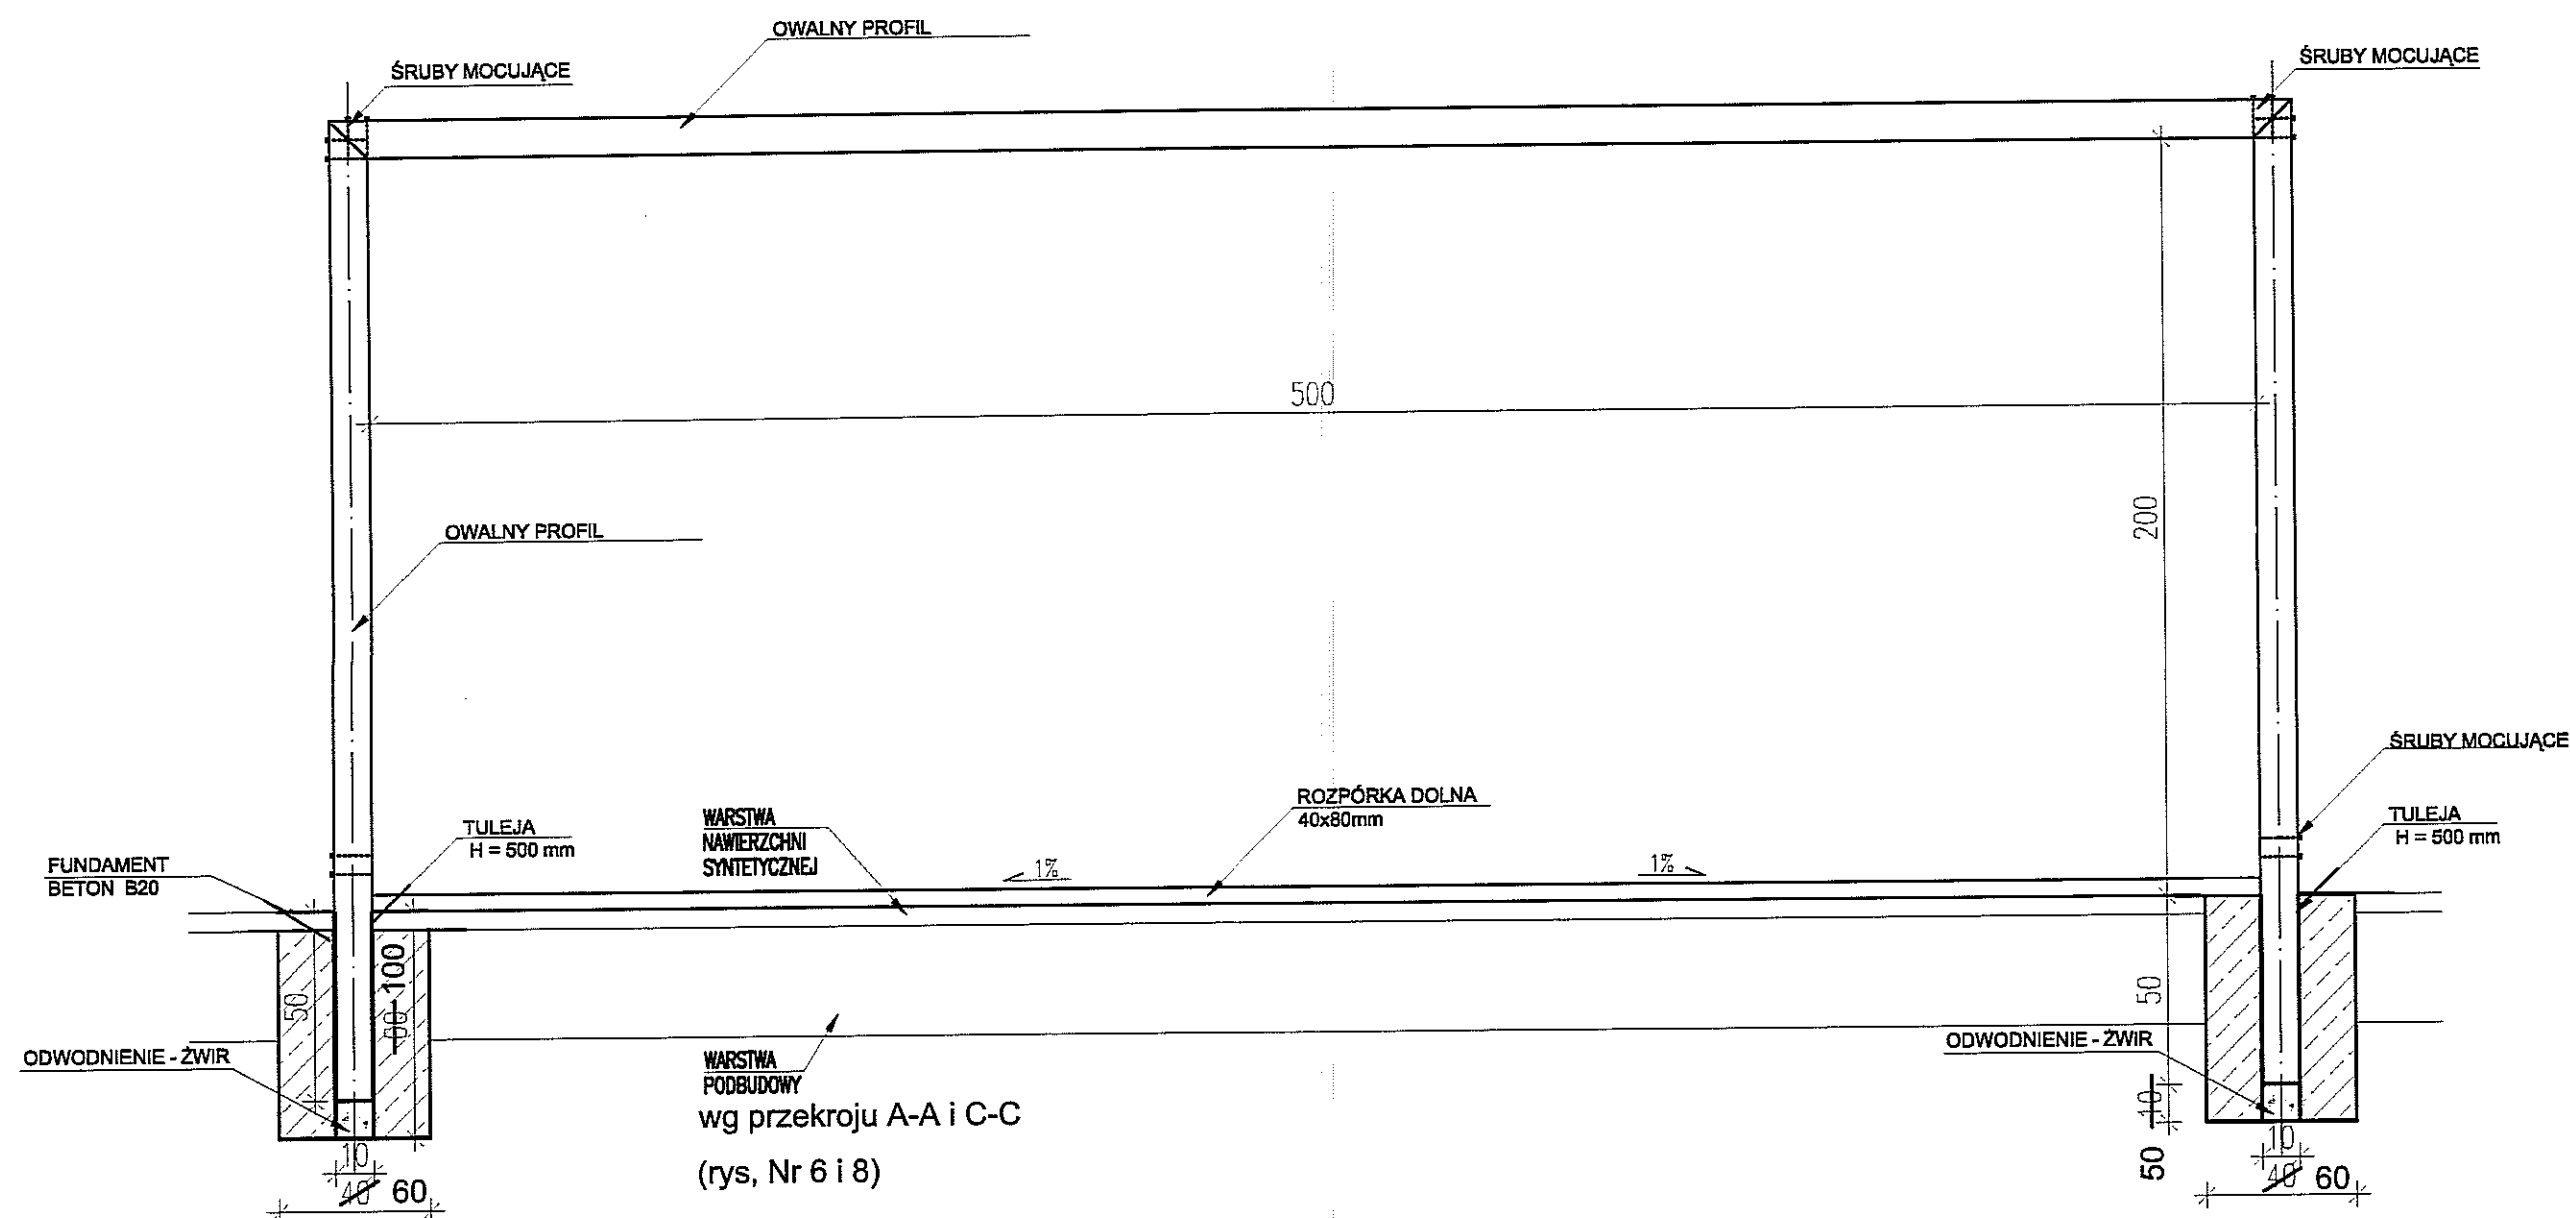 OWALNY PROFIL
ŚRUBY MOCUJĄCE
ŚRUBY MOCUJĄCE
500
200
OWALNY PROFIL
ŚRUBY MOCUJĄCE
ROZPÓRKA DOLNA
40x80mm
TULEJA
H = 500 mm
WARSTWA
NAWIERZCHNI
SYNTETYCZNEJ
TULEJA
H = 500 mm
FUNDAMENT
BETON B20
1%
1%
50
60
100
50
ODWODNIENIE - ŻWIR
ODWODNIENIE - ŻWIR
WARSTWA
PODBUDOWY
wg przekroju A-A i C-C
(rys, Nr 6 i 8)
10
40 60
10
50
10
40 60